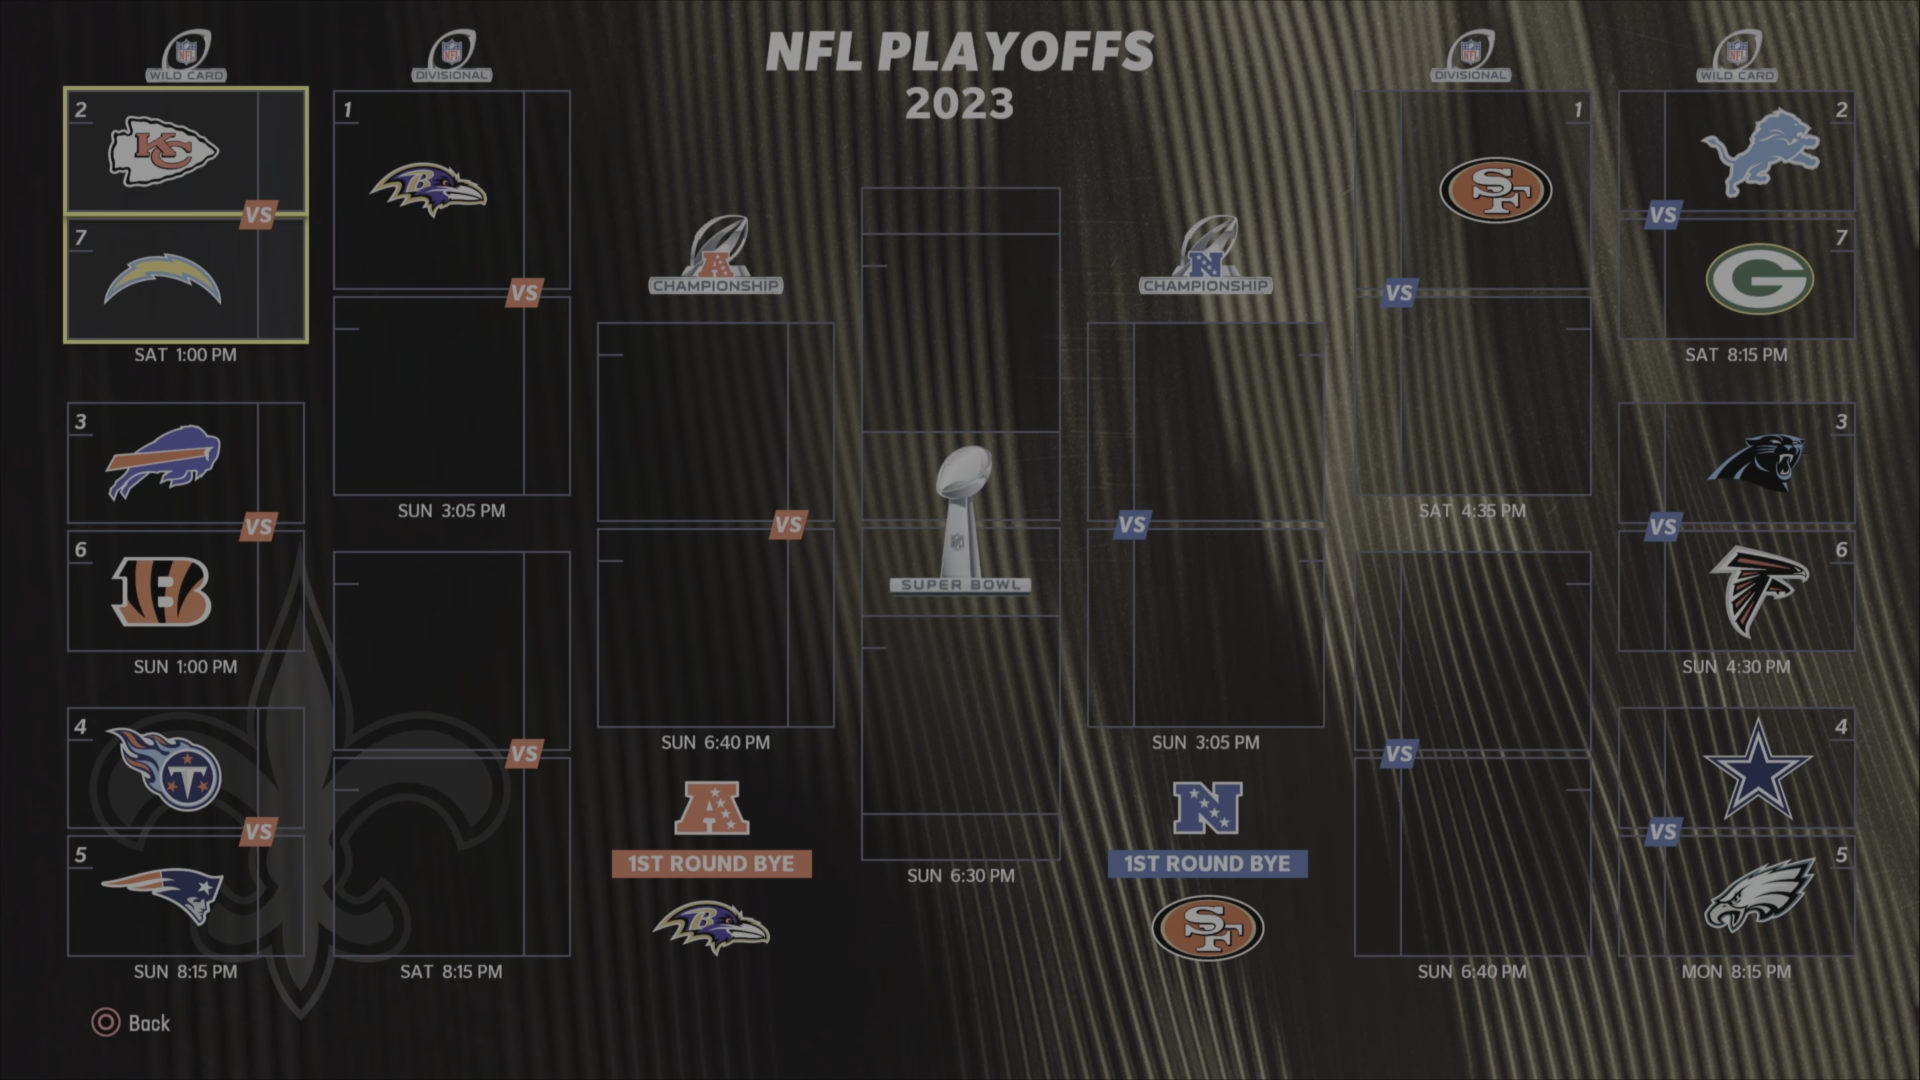 WILD CARD
DIVISIONAL
NFL PLAYOFFS
2023
DIVISIONAL
WILD CARD
2
KC
VS
7
SAT 1:00 PM
3
VS
6
B
SUN 1:00 PM
4
T
VS
5
SUN 8:15 PM
1
B
VS
SUN 3:05 PM
VS
SAT 8:15 PM
A
CHAMPIONSHIP
VS
SUN 6:40 PM
A
1ST ROUND BYE
B
SUPER BOWL
SUN 6:30 PM
N
CHAMPIONSHIP
VS
SUN 3:05 PM
N
1ST ROUND BYE
SF
1
SF
VS
SAT 4:35 PM
VS
SUN 6:40 PM
2
VS
7
G
SAT 8:15 PM
3
VS
6
SUN 4:30 PM
4
VS
5
MON 8:15 PM
Back